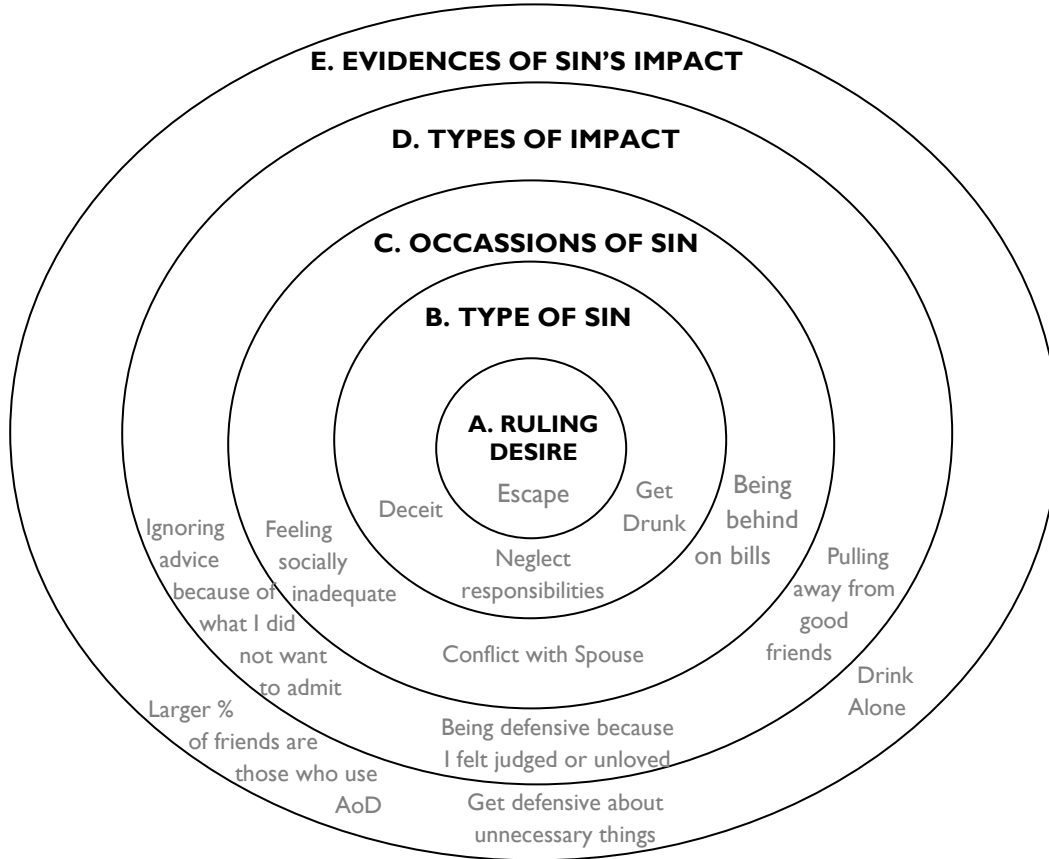 E. EVIDENCES OF SIN'S IMPACT
D. TYPES OF IMPACT
C. OCCASSIONS OF SIN
B. TYPE OF SIN
A. RULING
DESIRE
Escape
Deceit
Get
Drunk
Neglect
responsibilities
Being
behind
on bills
Feeling
socially
inadequate
Conflict with Spouse
Ignoring
advice
because of
what I did
not want
to admit
Pulling
away from
good
friends
Being defensive because
I felt judged or unloved
Drink
Alone
Larger %
of friends are
those who use
AoD
Get defensive about
unnecessary things